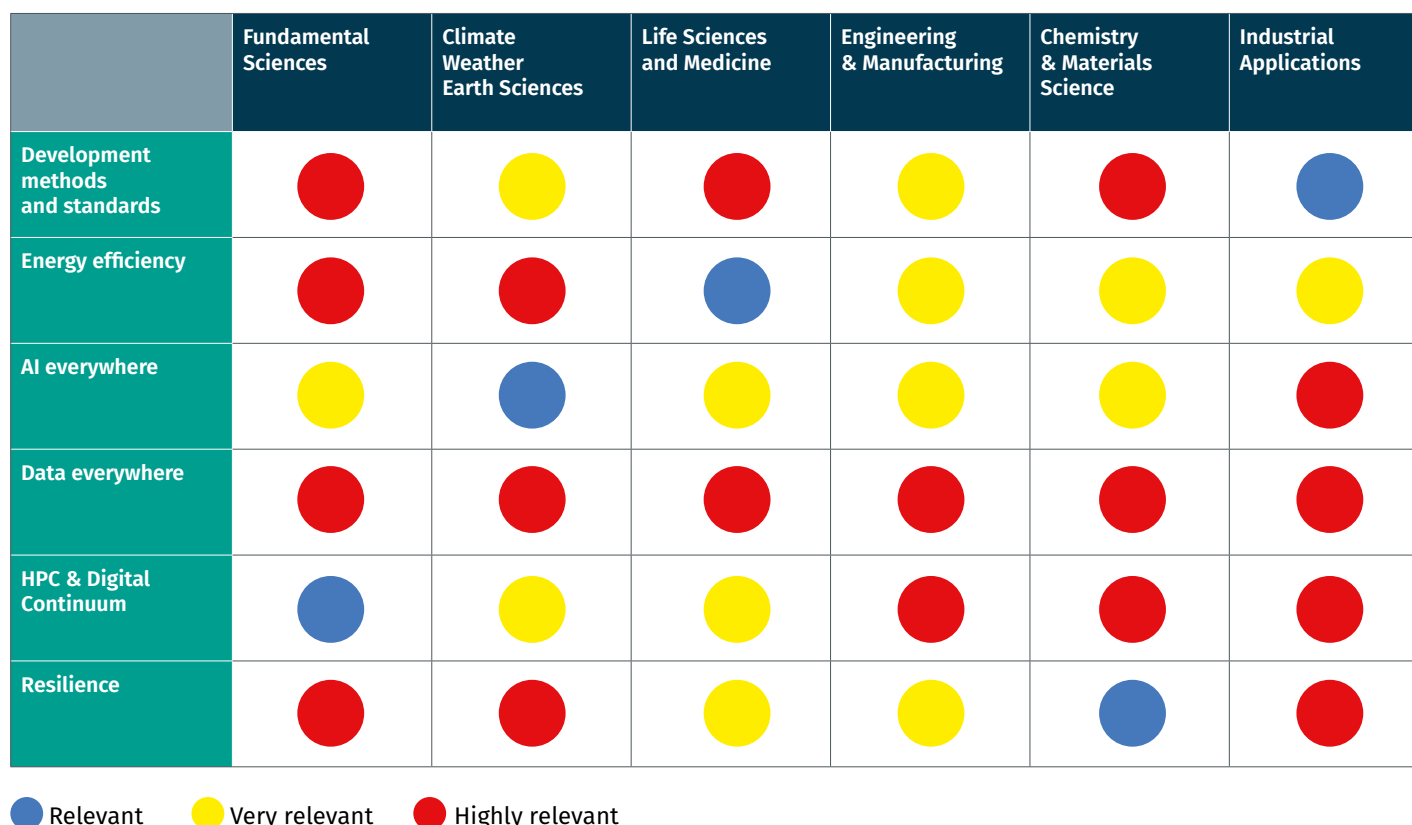 Fundamental
Sciences
Climate
Weather
Earth Sciences
Life Sciences
and Medicine
Engineering
& Manufacturing
Chemistry
& Materials
Science
Industrial
Applications
Development
methods
and standards
Energy efficiency
AI everywhere
Data everywhere
HPC & Digital
Continuum
Resilience
Relevant
Very relevant
Highly relevant